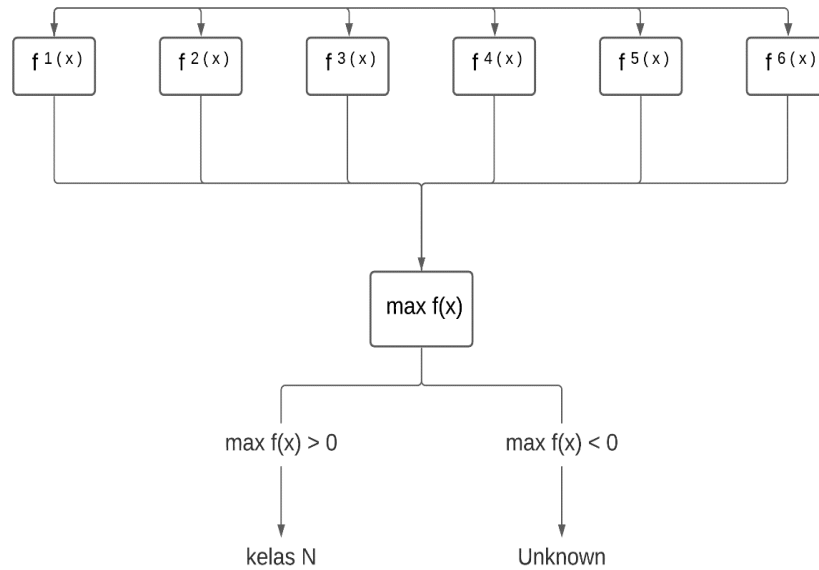 f 1 ( x ) f 2 ( x ) f 3 ( x ) f 4 ( x ) f 5 ( x ) f 6 ( x )
max f(x)
max f(x) > 0 max f(x) < 0
kelas N Unknown